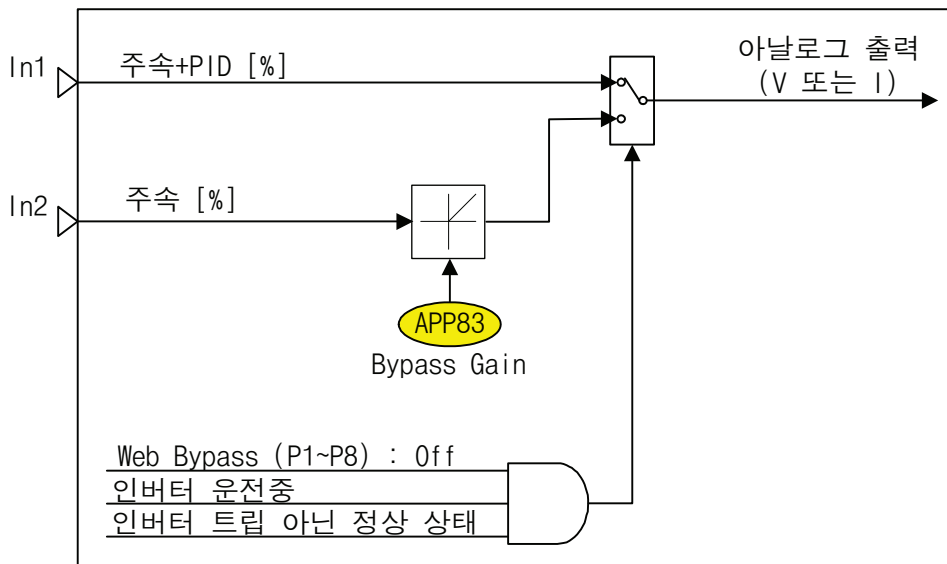 In1
주속+PID [%]
아날로그 출력
(V 또는 I)
In2
주속 [%]
APP83
Bypass Gain
Web Bypass (P1~P8) : Off
인버터 운전중
인버터 트립 아닌 정상 상태